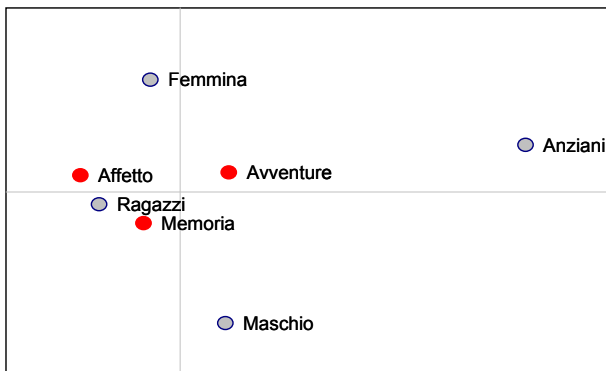 Femmina
Anziani
Affetto
Avventure
Ragazzi
Memoria
Maschio